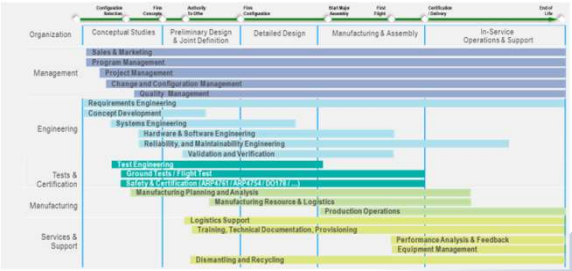 Configuration Selection
Firm Concepts
Authority To Offer
Firm Configuration
Start Major Assembly
First Flight
Certification
Delivery
End of Life
Organization
Conceptual Studies
Preliminary Design & Joint Definition
Detailed Design
Manufacturing & Assembly
In-Service Operations & Support
Management
Sales & Marketing
Program Management
Project Management
Change and Configuration Management
Quality Management
Engineering
Requirements Engineering
Concept Development
Systems Engineering
Hardware & Software Engineering
Reliability, and Maintainability Engineering
Validation and Verification
Tests & Certification
Test Engineering
Ground Tests / Flight Test
Safety & Certification (ARP4761 / ARP4754 / DO178 / ...)
Manufacturing
Manufacturing Planning and Analysis
Manufacturing Resource & Logistics
Production Operations
Services & Support
Logistics Support
Training, Technical Documentation, Provisioning
Performance Analysis & Feedback
Equipment Management
Dismantling and Recycling